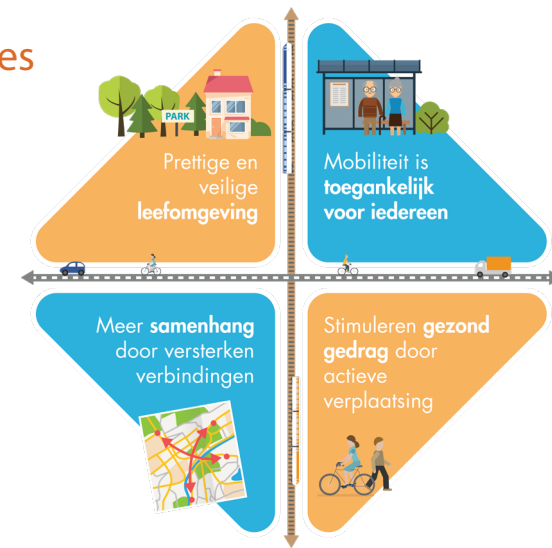 es
PARK
Prettige en
veilige
leefomgeving
Mobiliteit is
toegankelijk
voor iedereen
Meer samenhang
door versterken
verbindingen
Stimuleren gezond
gedrag door
actieve
verplaatsing